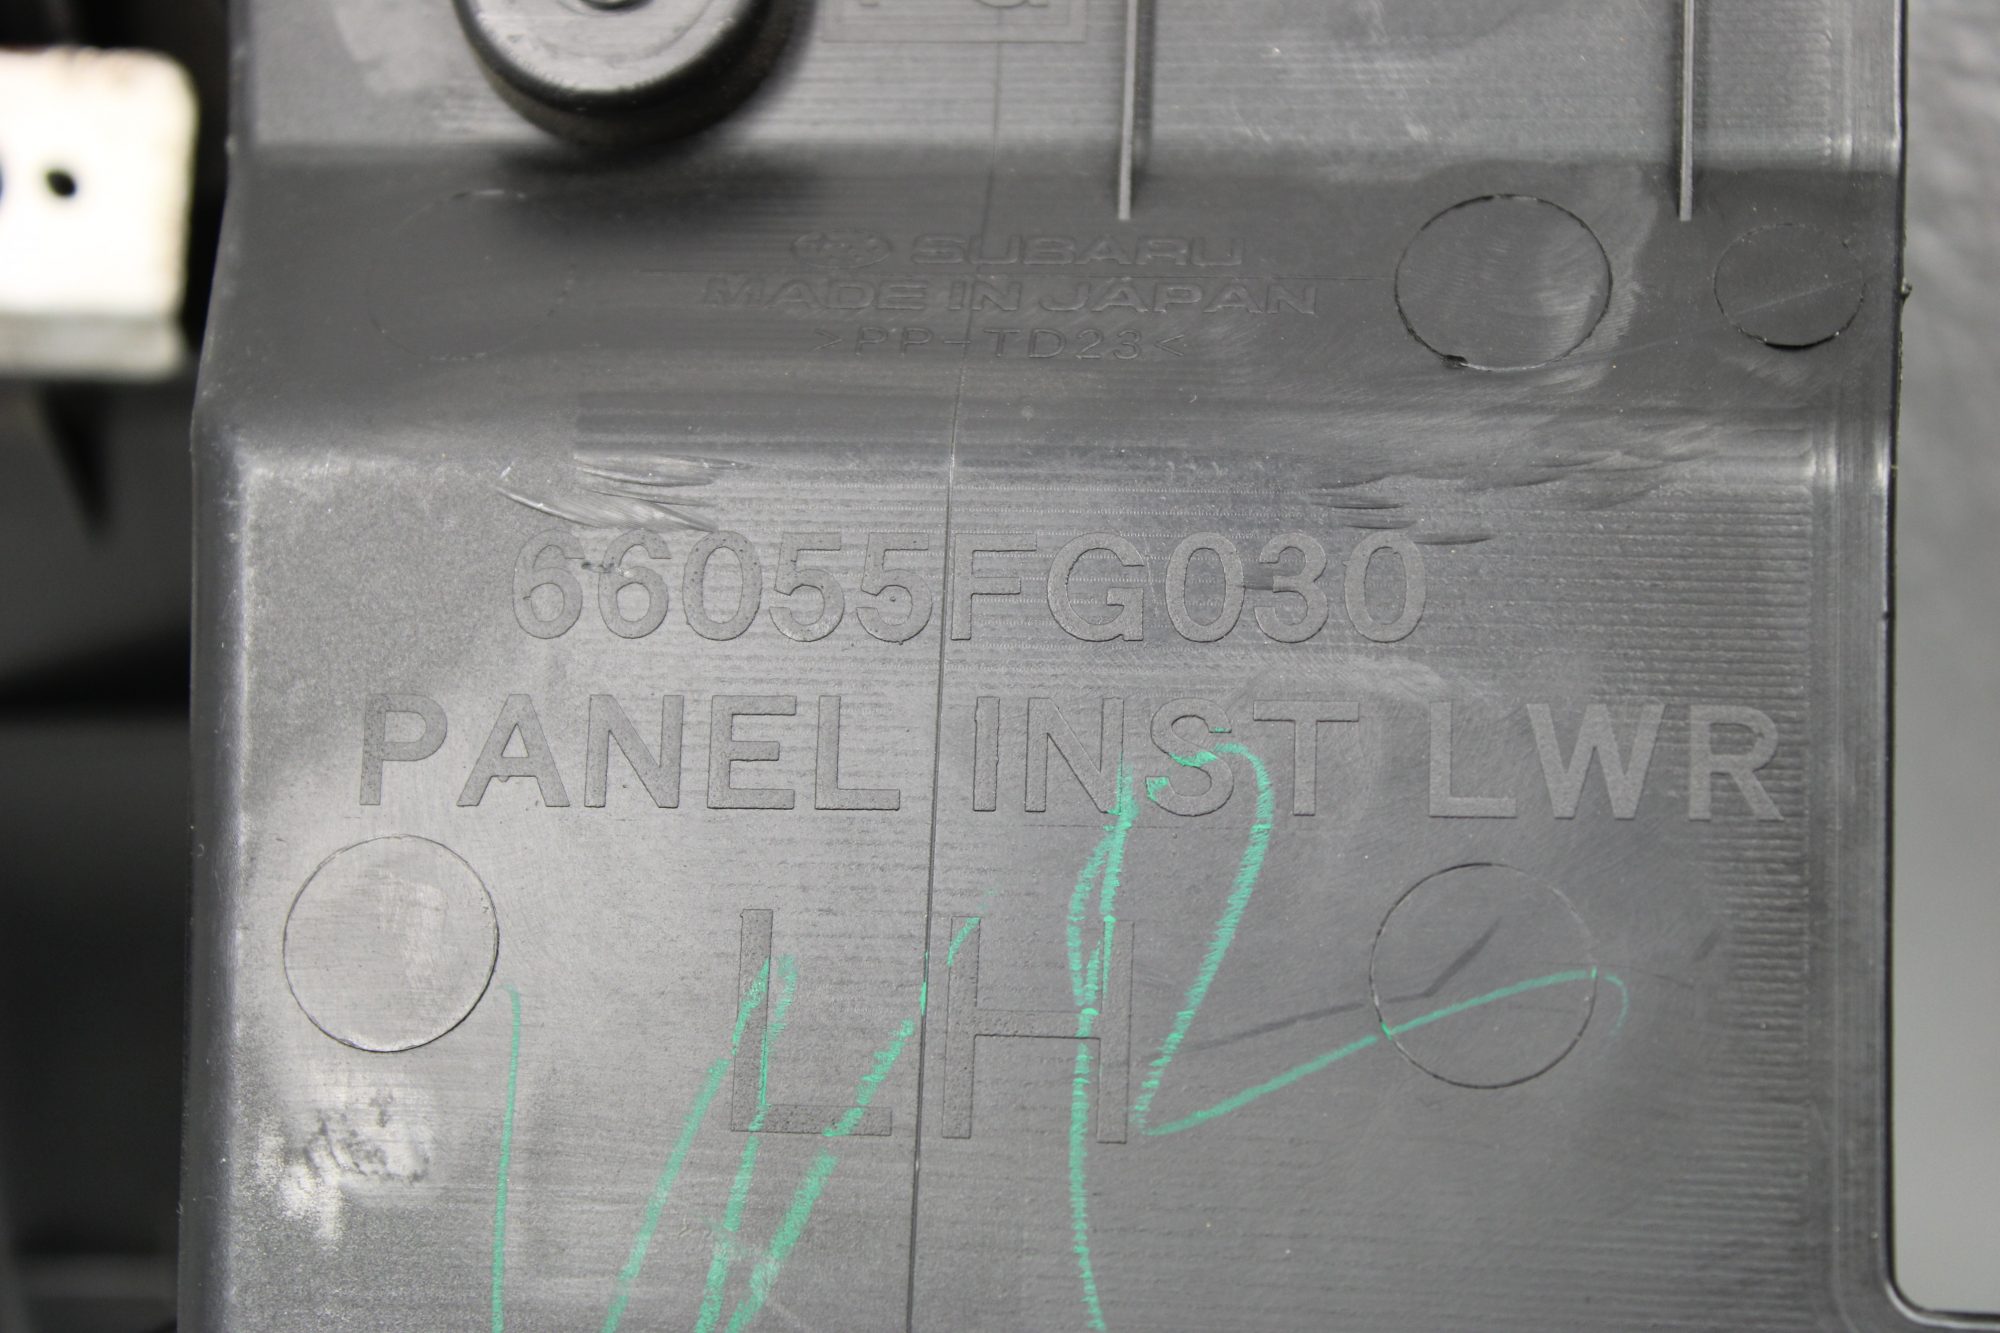 SUBARU
MADE IN JAPAN
>PP-TD23<
66055FG030
PANEL INST LWR
LH